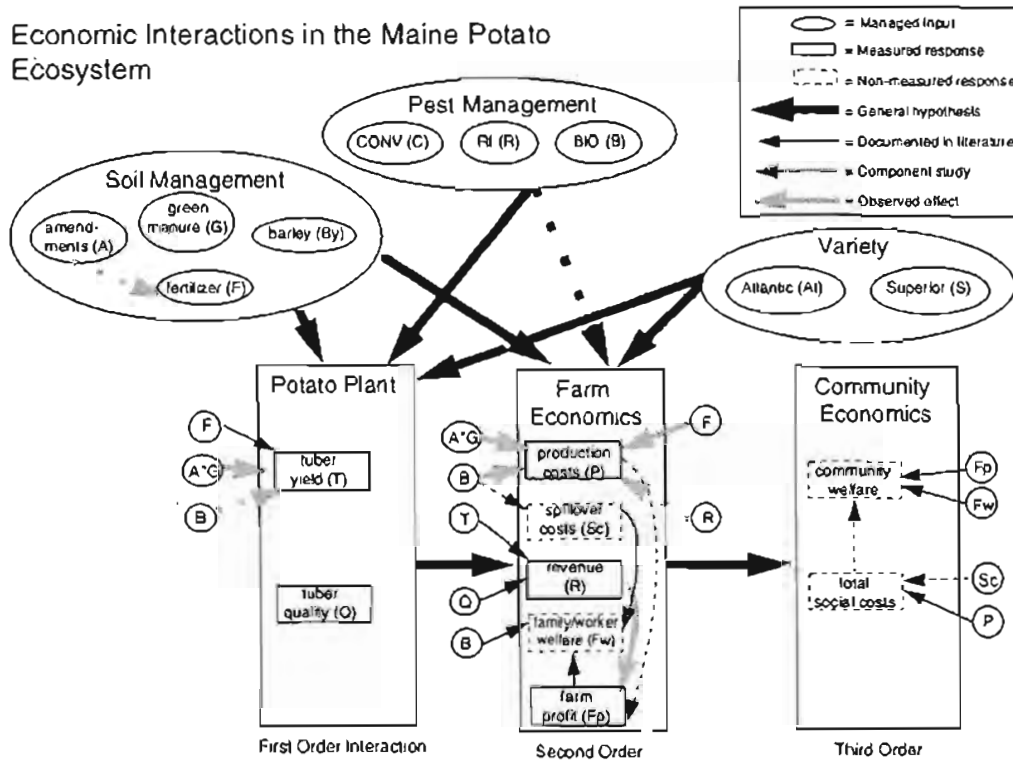 Economic Interactions in the Maine Potato
Ecosystem
= Managed Input
= Measured response
= Non-measured response
= General hypothesis
= Documented in literature
= Component study
= Observed effect
Pest Management
CONV (C)
RI (R)
BIO (B)
Soil Management
amend-
ments (A)
green
manure (G)
barley (By)
fertilizer (F)
Variety
Atlantic (At)
Superior (S)
Potato Plant
F
A*G
B
tuber
yield (T)
tuber
quality (Q)
First Order Interaction
Farm
Economics
A*G
B
T
Q
B
F
R
production
costs (P)
spillover
costs (Sc)
revenue
(R)
family/worker
welfare (Fw)
farm
profit (Fp)
Second Order
Community
Economics
community
welfare
total
social costs
Fp
Fw
Sc
P
Third Order